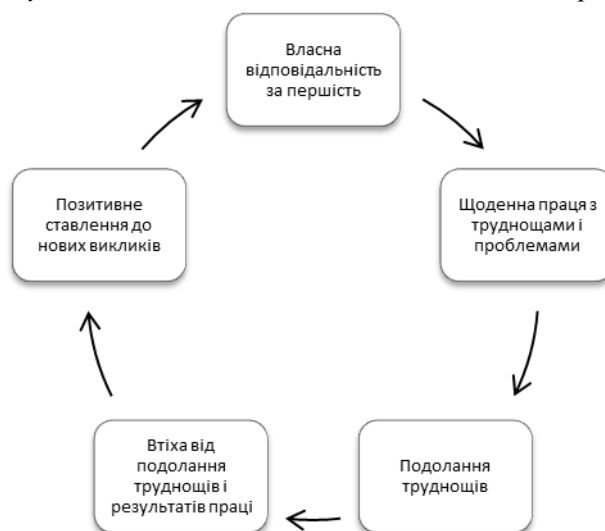 Власна
відповідальність
за першість
Щоденна праця з
труднощами і
проблемами
Подолання
труднощів
Втіха від
подолання
труднощів і
результатів праці
Позитивне
ставлення до
нових викликів